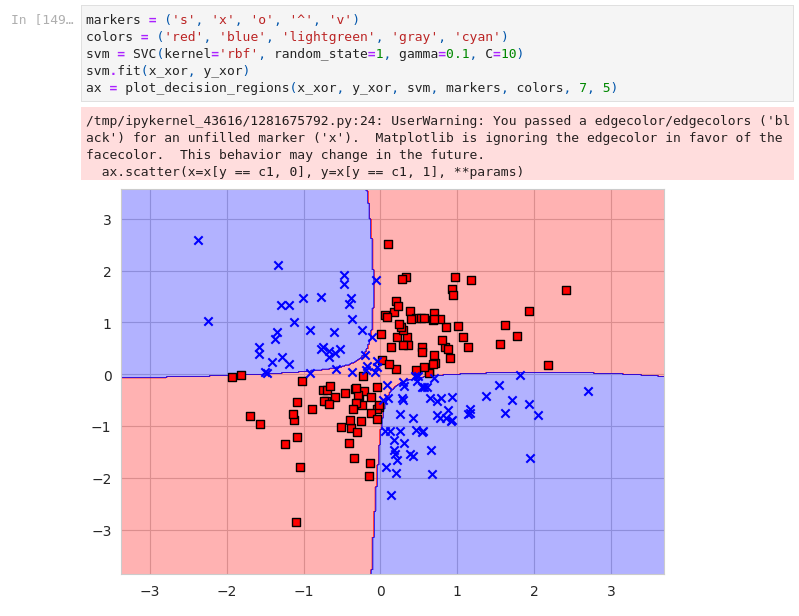 In [149…
markers = ('s', 'x', 'o', '^', 'v')
colors = ('red', 'blue', 'lightgreen', 'gray', 'cyan')
svm = SVC(kernel='rbf', random_state=1, gamma=0.1, C=10)
svm.fit(x_xor, y_xor)
ax = plot_decision_regions(x_xor, y_xor, svm, markers, colors, 7, 5)
/tmp/ipykernel_43616/1281675792.py:24: UserWarning: You passed a edgecolor/edgecolors ('bl
ack') for an unfilled marker ('x').  Matplotlib is ignoring the edgecolor in favor of the
facecolor.  This behavior may change in the future.
  ax.scatter(x=x[y == c1, 0], y=x[y == c1, 1], **params)
3
2
1
0
−1
−2
−3
−3 −2 −1 0 1 2 3